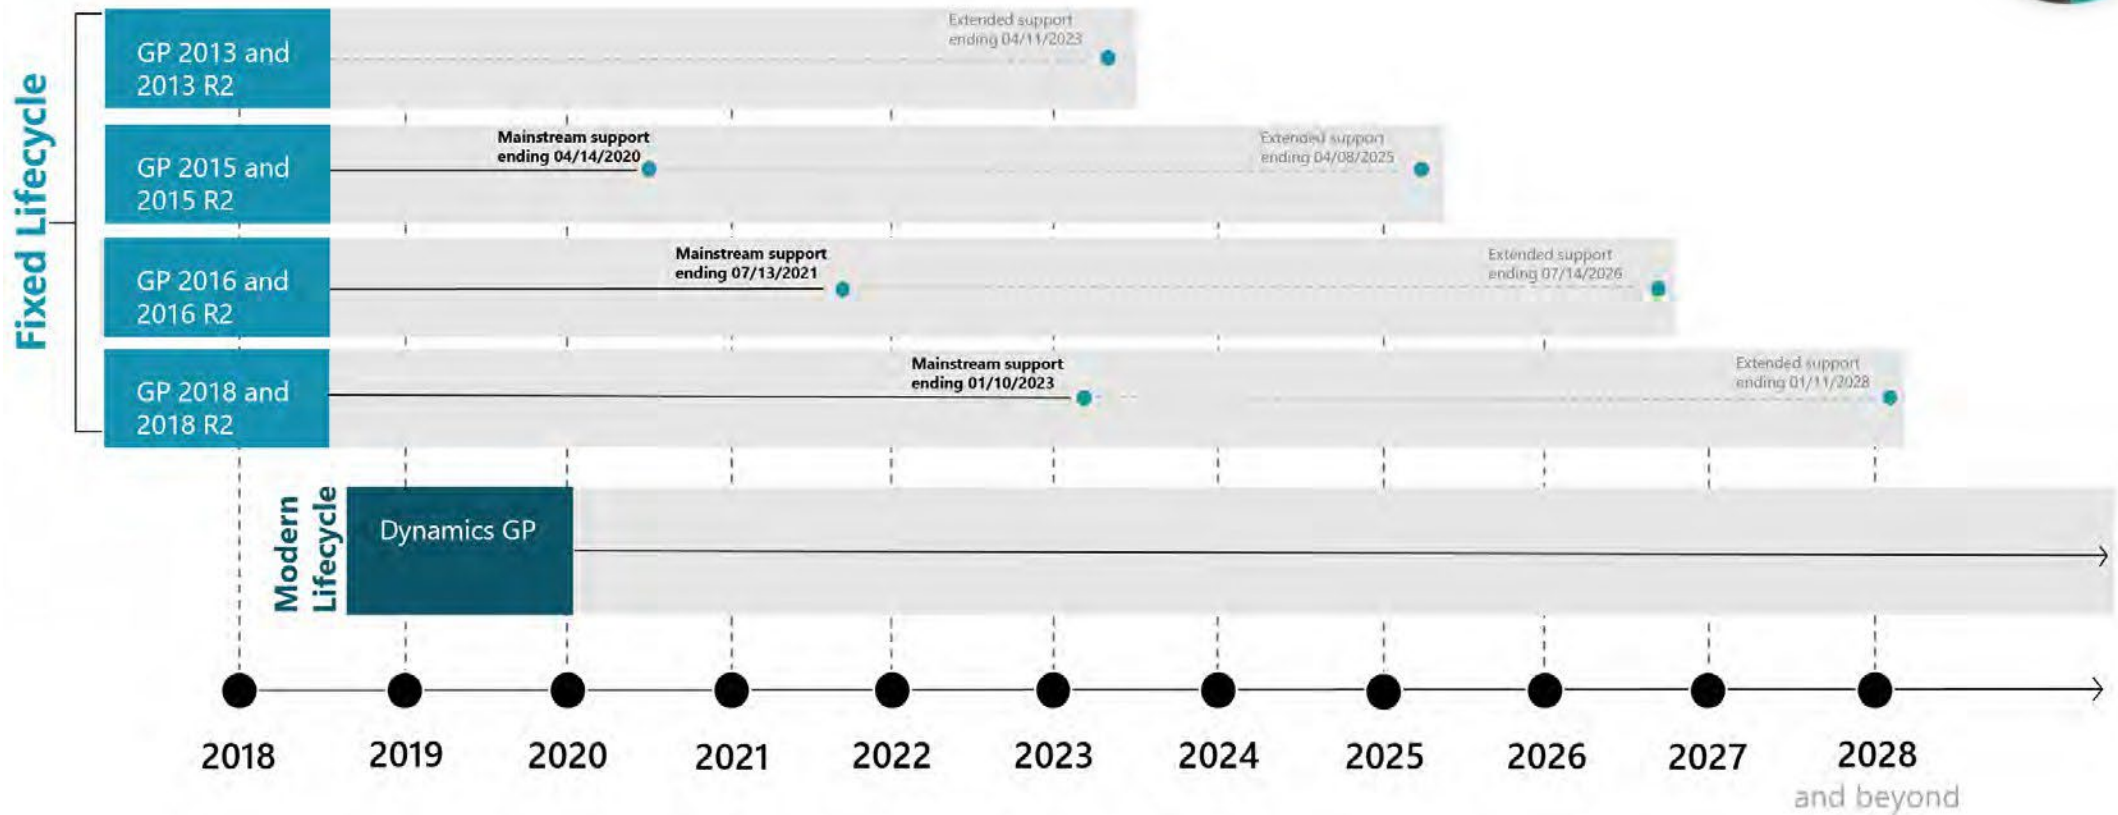 Fixed Lifecycle
GP 2013 and
2013 R2
Extended support
ending 04/11/2023
GP 2015 and
2015 R2
Mainstream support
ending 04/14/2020
Extended support
ending 04/08/2025
GP 2016 and
2016 R2
Mainstream support
ending 07/13/2021
Extended support
ending 07/14/2026
GP 2018 and
2018 R2
Mainstream support
ending 01/10/2023
Extended support
ending 01/11/2028
Modern
Lifecycle
Dynamics GP
2018 2019 2020 2021 2022 2023 2024 2025 2026 2027 2028
and beyond